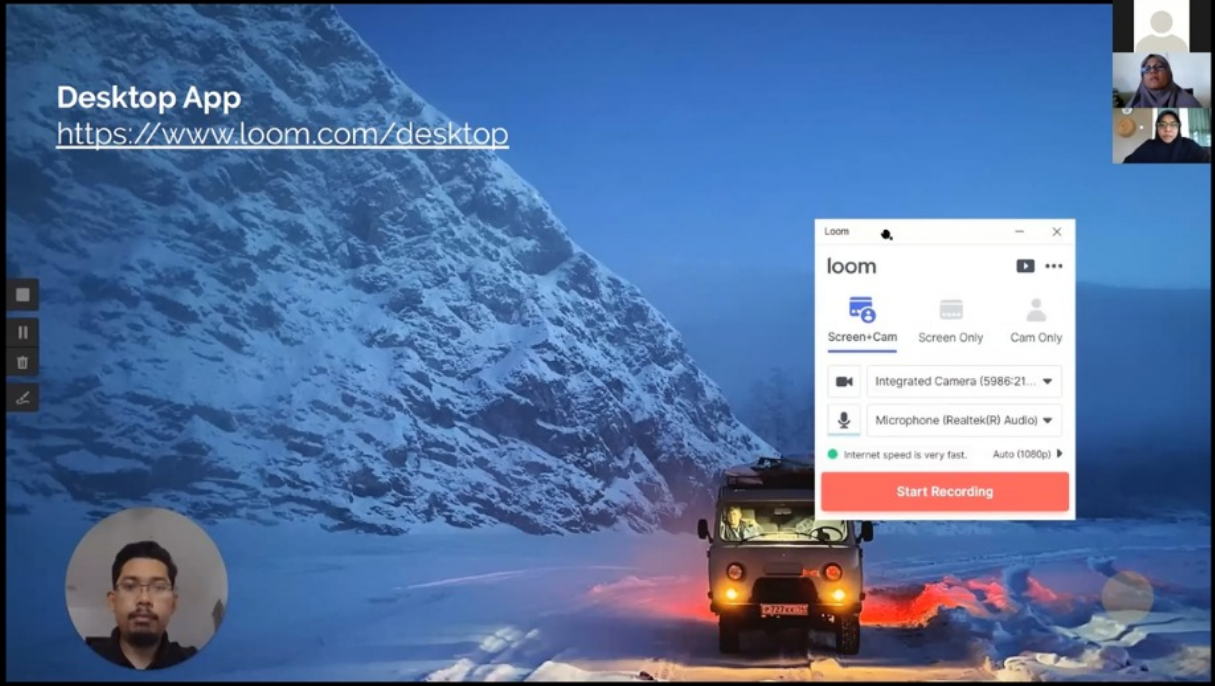 Desktop App
https://www.loom.com/desktop
Loom
loom
Screen+Cam
Screen Only
Cam Only
Integrated Camera (5986:21...
Microphone (Realtek(R) Audio)
Internet speed is very fast.
Auto (1080p)
Start Recording